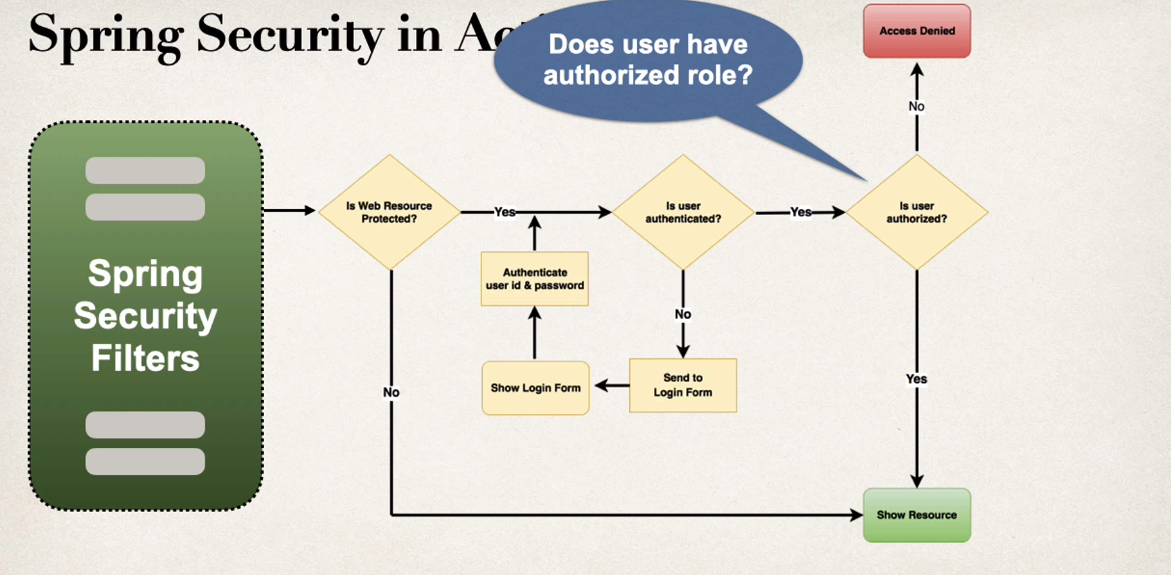 Spring Security in Ac
Does user have
authorized role?
Access Denied
No
Spring
Security
Filters
Is Web Resource
Protected?
Yes
Is user
authenticated?
Yes
Is user
authorized?
Authenticate
user id & password
No
Show Login Form
Send to
Login Form
No
Yes
Show Resource